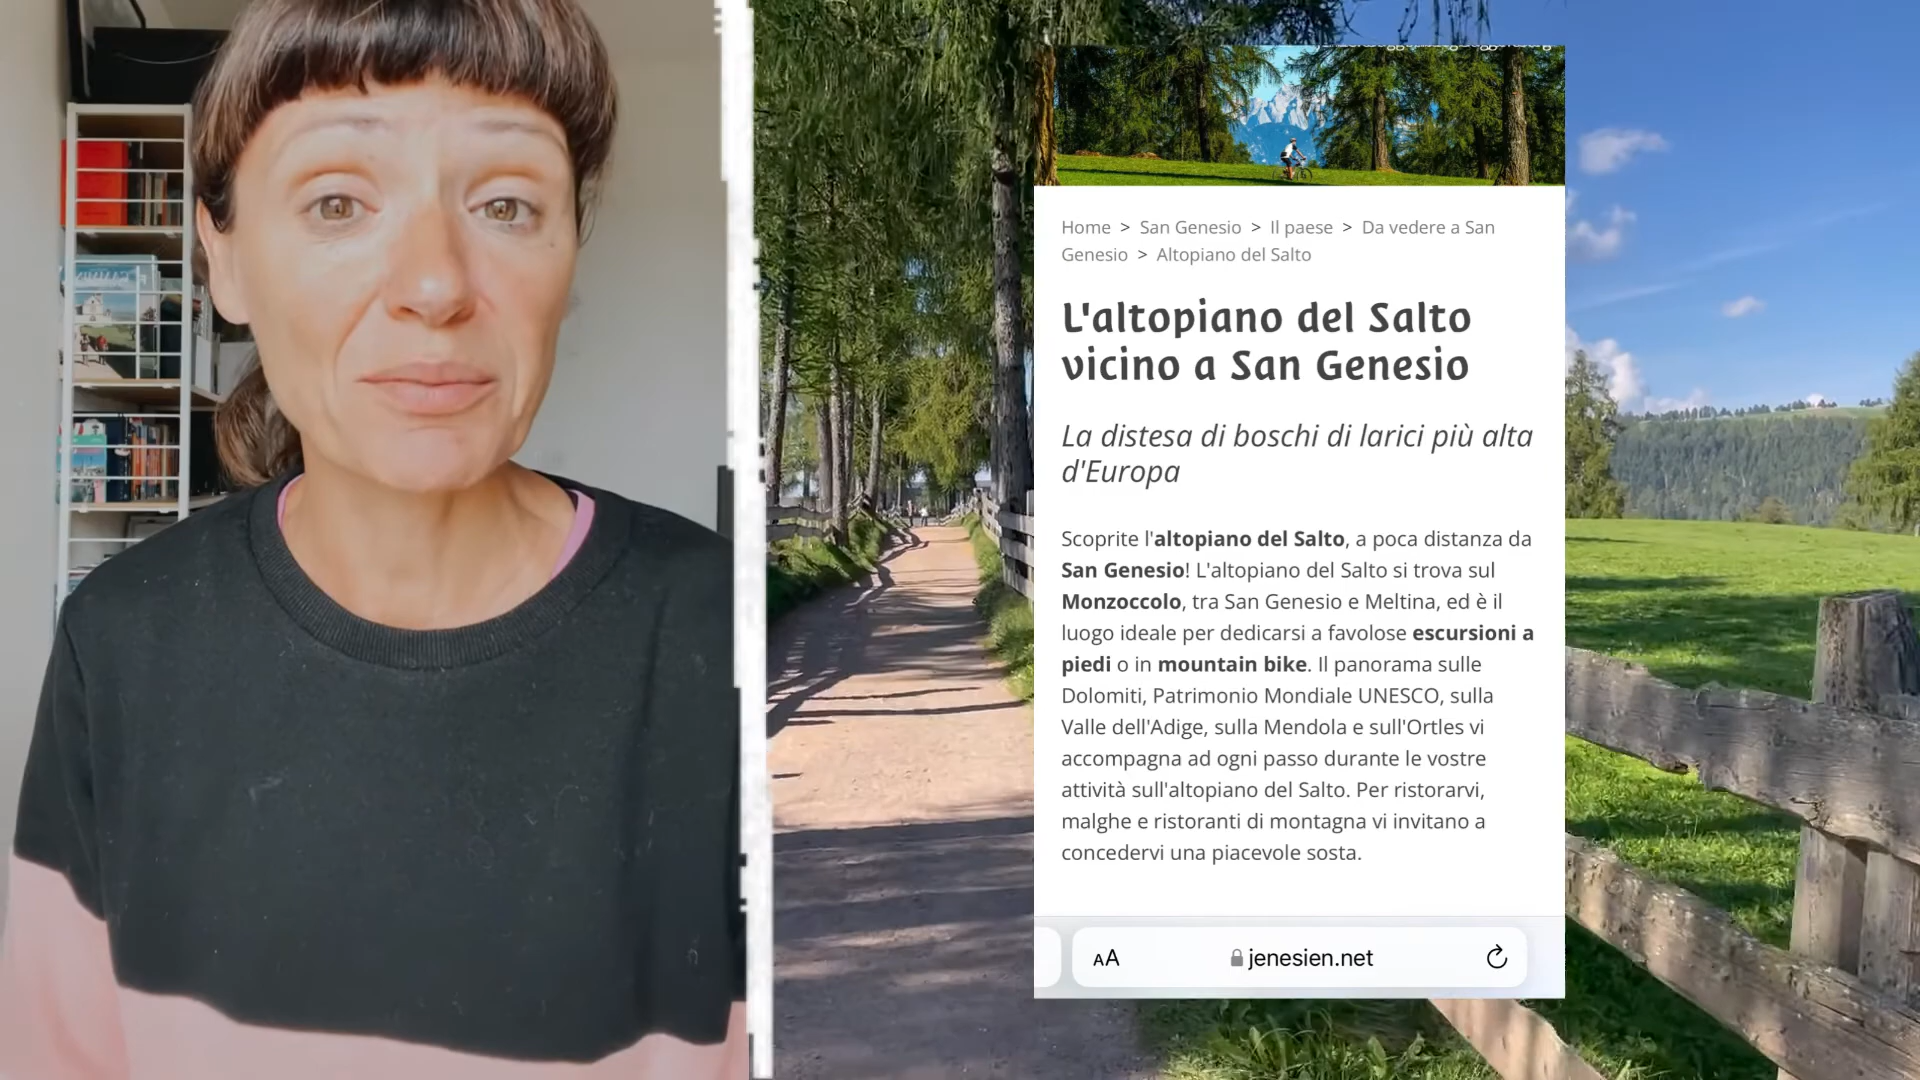 Home > San Genesio > Il paese > Da vedere a San
Genesio > Altopiano del Salto
L'altopiano del Salto
vicino a San Genesio
La distesa di boschi di larici più alta
d'Europa
Scoprite l'altopiano del Salto, a poca distanza da
San Genesio! L'altopiano del Salto si trova sul
Monzoccolo, tra San Genesio e Meltina, ed è il
luogo ideale per dedicarsi a favolose escursioni a
piedi o in mountain bike. Il panorama sulle
Dolomiti, Patrimonio Mondiale UNESCO, sulla
Valle dell'Adige, sulla Mendola e sull'Ortles vi
accompagna ad ogni passo durante le vostre
attività sull'altopiano del Salto. Per ristorarvi,
malghe e ristoranti di montagna vi invitano a
concedervi una piacevole sosta.
AA jenesien.net